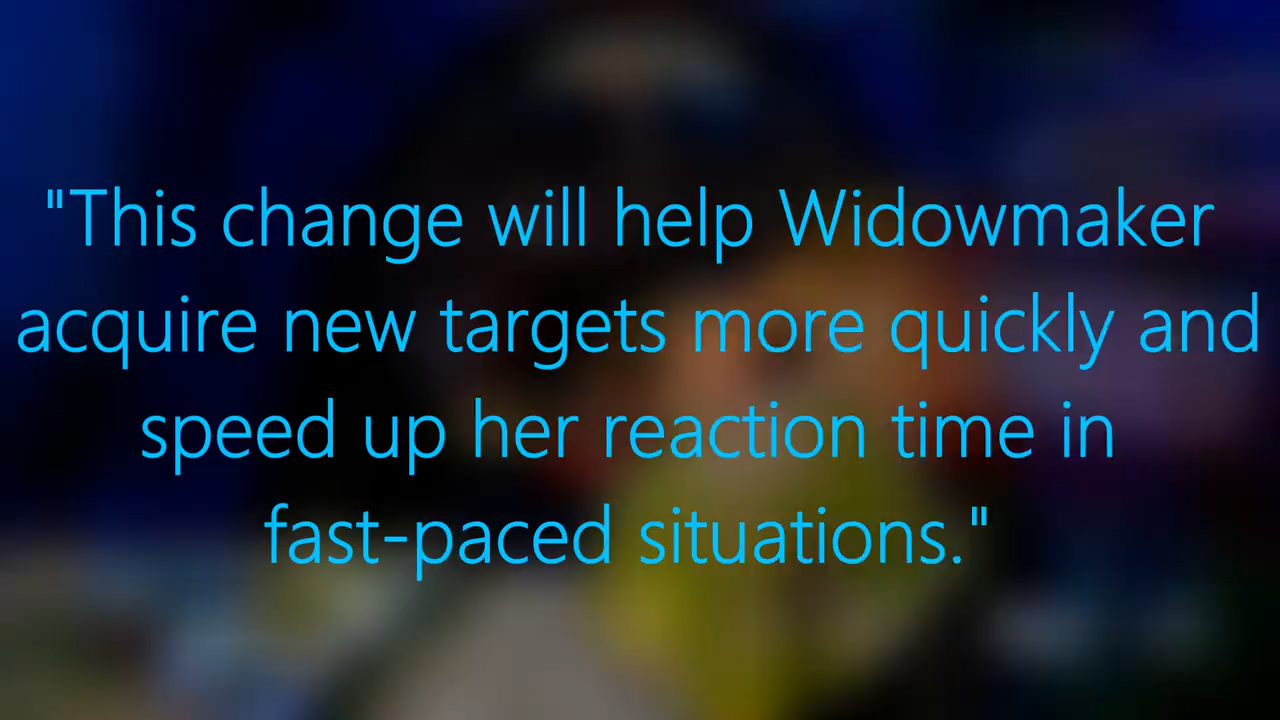 "This change will help Widowmaker
acquire new targets more quickly and
speed up her reaction time in
fast-paced situations."